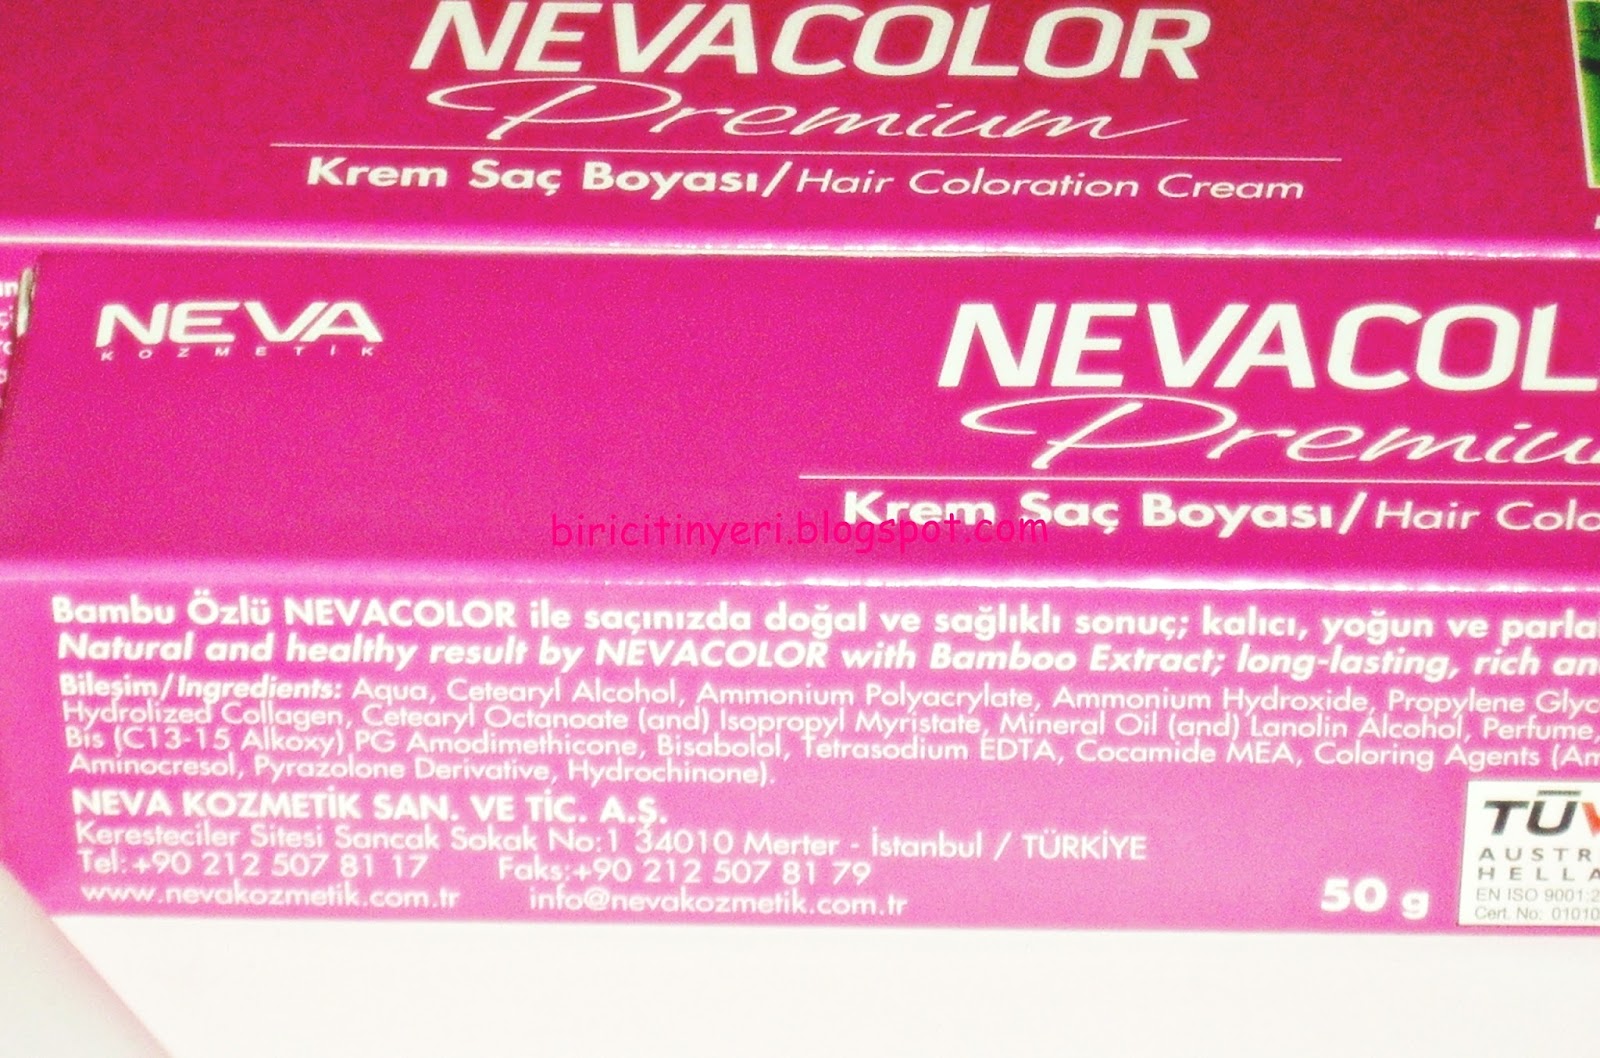 NEVACOLOR
Premium
Krem Saç Boyası/Hair Coloration Cream
NEVA
KOZMETIK
NEVACOL
Premiu
Krem Saç Boyası/Hair Colo
biricitinyeri.blogspot.com
Bambu Özlü NEVACOLOR ile saçınızda doğal ve sağlıklı sonuç; kalıcı, yoğun ve parla
Natural and healthy result by NEVACOLOR with Bamboo Extract; long-lasting, rich an
Bileşim/Ingredients: Aqua, Cetearyl Alcohol, Ammonium Polyacrylate, Ammonium Hydroxide, Propylene Glyc
Hydrolized Collagen, Cetearyl Octanoate (and) Isopropyl Myristate, Mineral Oil (and) Lanolin Alcohol, Perfume,
Bis (C13-15 Alkoxy) PG Amodimethicone, Bisabolol, Tetrasodium EDTA, Cocamide MEA, Coloring Agents (Am
Aminocresol, Pyrazolone Derivative, Hydrochinone).
NEVA KOZMETİK SAN. VE TİC. A.Ş.
Keresteciler Sitesi Sancak Sokak No:1 34010 Merter - İstanbul / TÜRKİYE
Tel:+90 212 507 81 17 Faks:+90 212 507 81 79
www.nevakozmetik.com.tr info@nevakozmetik.com.tr
50 g
TÜV
AUSTR
HELLA
EN ISO 9001:2
Cert. No: 01010